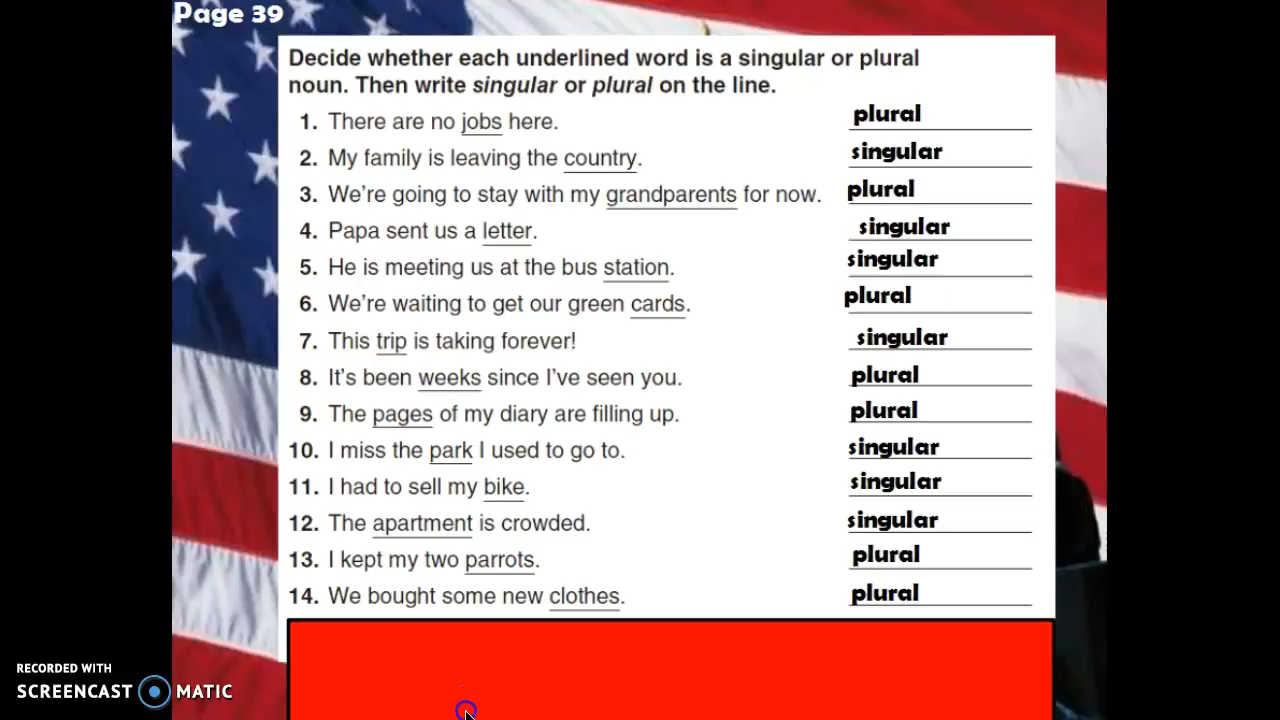 Page 39
Decide whether each underlined word is a singular or plural
noun. Then write singular or plural on the line.
1. There are no jobs here. plural
2. My family is leaving the country. singular
3. We're going to stay with my grandparents for now. plural
4. Papa sent us a letter. singular
5. He is meeting us at the bus station. singular
6. We're waiting to get our green cards. plural
7. This trip is taking forever! singular
8. It's been weeks since I've seen you. plural
9. The pages of my diary are filling up. plural
10. I miss the park I used to go to. singular
11. I had to sell my bike. singular
12. The apartment is crowded. singular
13. I kept my two parrots. plural
14. We bought some new clothes. plural
RECORDED WITH
SCREENCAST MATIC